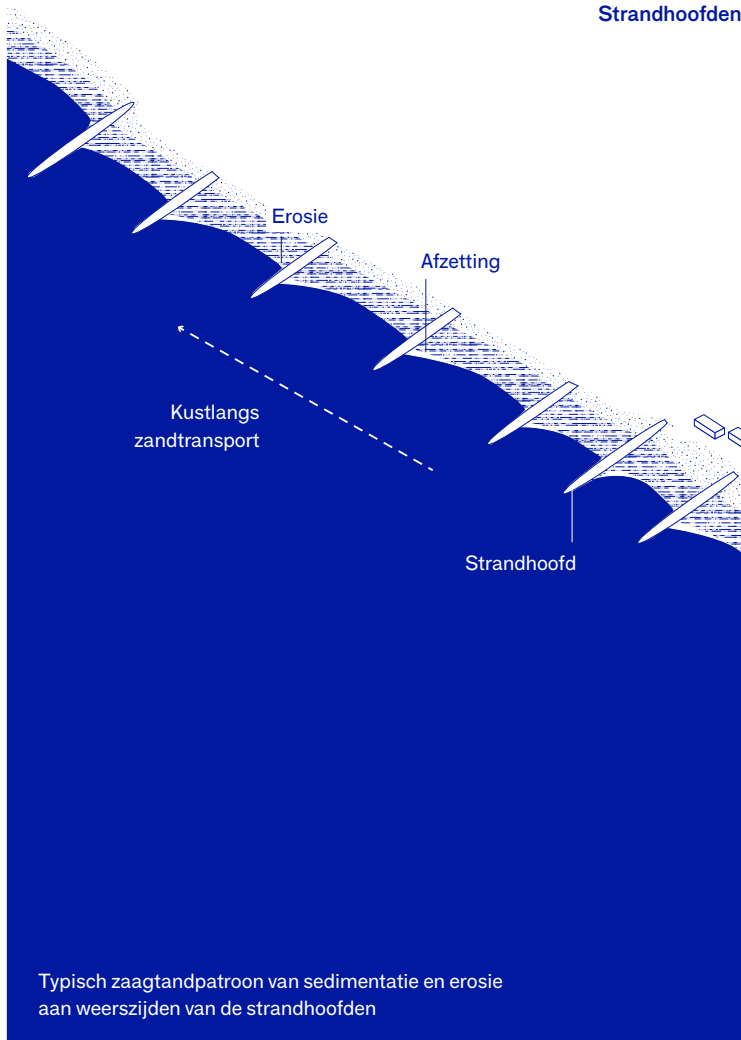 Strandhoofden
Erosie
Afzetting
Kustlangs
zandtransport
Strandhoofd
Typisch zaagtandpatroon van sedimentatie en erosie
aan weerszijden van de strandhoofden